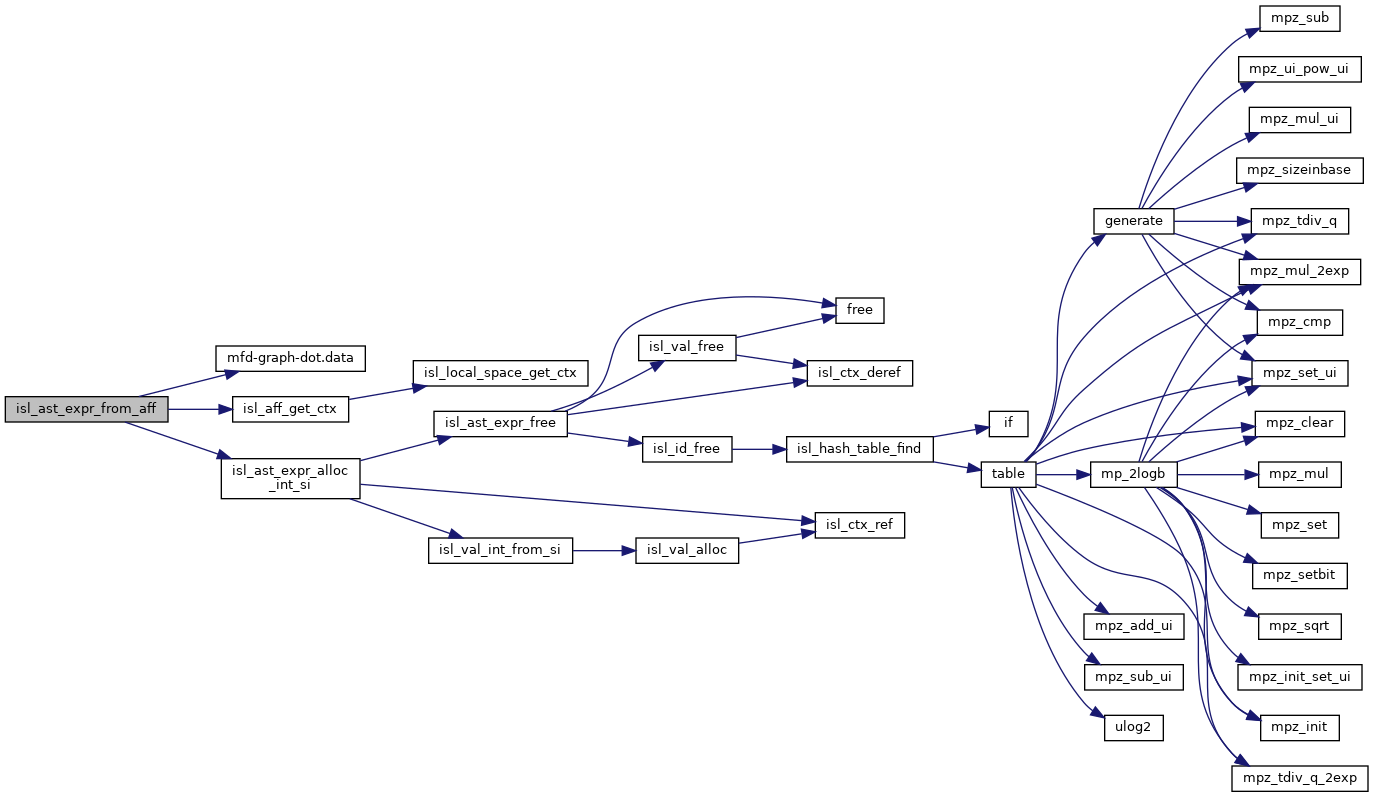 mpz_sub
mpz_ui_pow_ui
mpz_mul_ui
mpz_sizeinbase
generate
mpz_tdiv_q
mpz_mul_2exp
free
mpz_cmp
isl_val_free
mfd-graph-dot.data
isl_local_space_get_ctx
isl_ctx_deref
mpz_set_ui
isl_ast_expr_from_aff
isl_aff_get_ctx
isl_ast_expr_free
if
mpz_clear
isl_id_free
isl_hash_table_find
isl_ast_expr_alloc
_int_si
table
mp_2logb
mpz_mul
isl_ctx_ref
mpz_set
isl_val_int_from_si
isl_val_alloc
mpz_setbit
mpz_add_ui
mpz_sqrt
mpz_sub_ui
mpz_init_set_ui
ulog2
mpz_init
mpz_tdiv_q_2exp